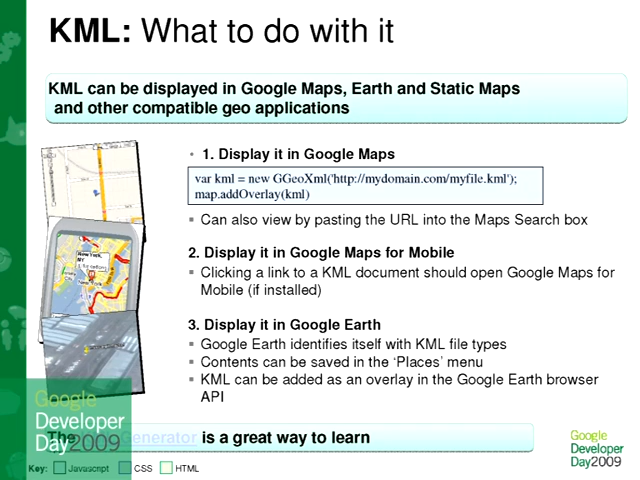 KML: What to do with it
KML can be displayed in Google Maps, Earth and Static Maps
and other compatible geo applications
• 1. Display it in Google Maps
var kml = new GGeoXml('http://mydomain.com/myfile.kml');
map.addOverlay(kml)
▪ Can also view by pasting the URL into the Maps Search box
2. Display it in Google Maps for Mobile
▪ Clicking a link to a KML document should open Google Maps for
Mobile (if installed)
3. Display it in Google Earth
▪ Google Earth identifies itself with KML file types
▪ Contents can be saved in the ‘Places’ menu
▪ KML can be added as an overlay in the Google Earth browser
API
New York,
NY
Google
Developer
Day2009
The Generator is a great way to learn
Google
Developer
Day2009
Key: Javascript CSS HTML